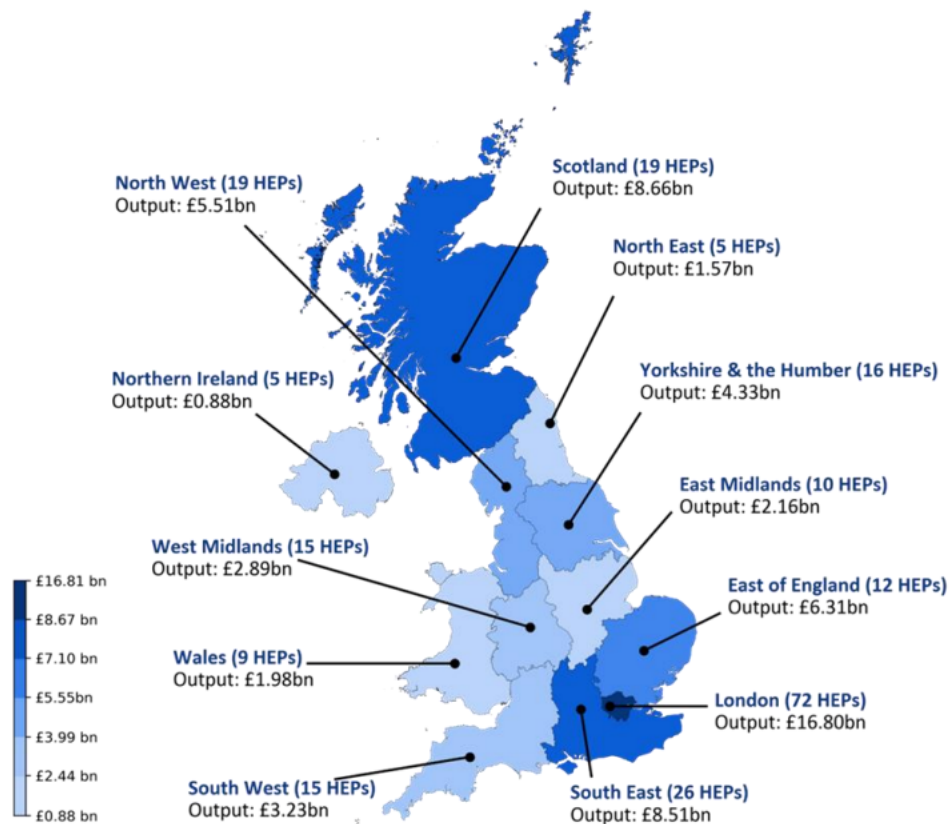 Scotland (19 HEPs)
Output: £8.66bn
North West (19 HEPs)
Output: £5.51bn
North East (5 HEPs)
Output: £1.57bn
Northern Ireland (5 HEPs)
Output: £0.88bn
Yorkshire & the Humber (16 HEPs)
Output: £4.33bn
East Midlands (10 HEPs)
Output: £2.16bn
West Midlands (15 HEPs)
Output: £2.89bn
East of England (12 HEPs)
Output: £6.31bn
Wales (9 HEPs)
Output: £1.98bn
London (72 HEPs)
Output: £16.80bn
South West (15 HEPs)
Output: £3.23bn
South East (26 HEPs)
Output: £8.51bn
£16.81 bn
£8.67 bn
£7.10 bn
£5.55bn
£3.99 bn
£2.44 bn
£0.88 bn